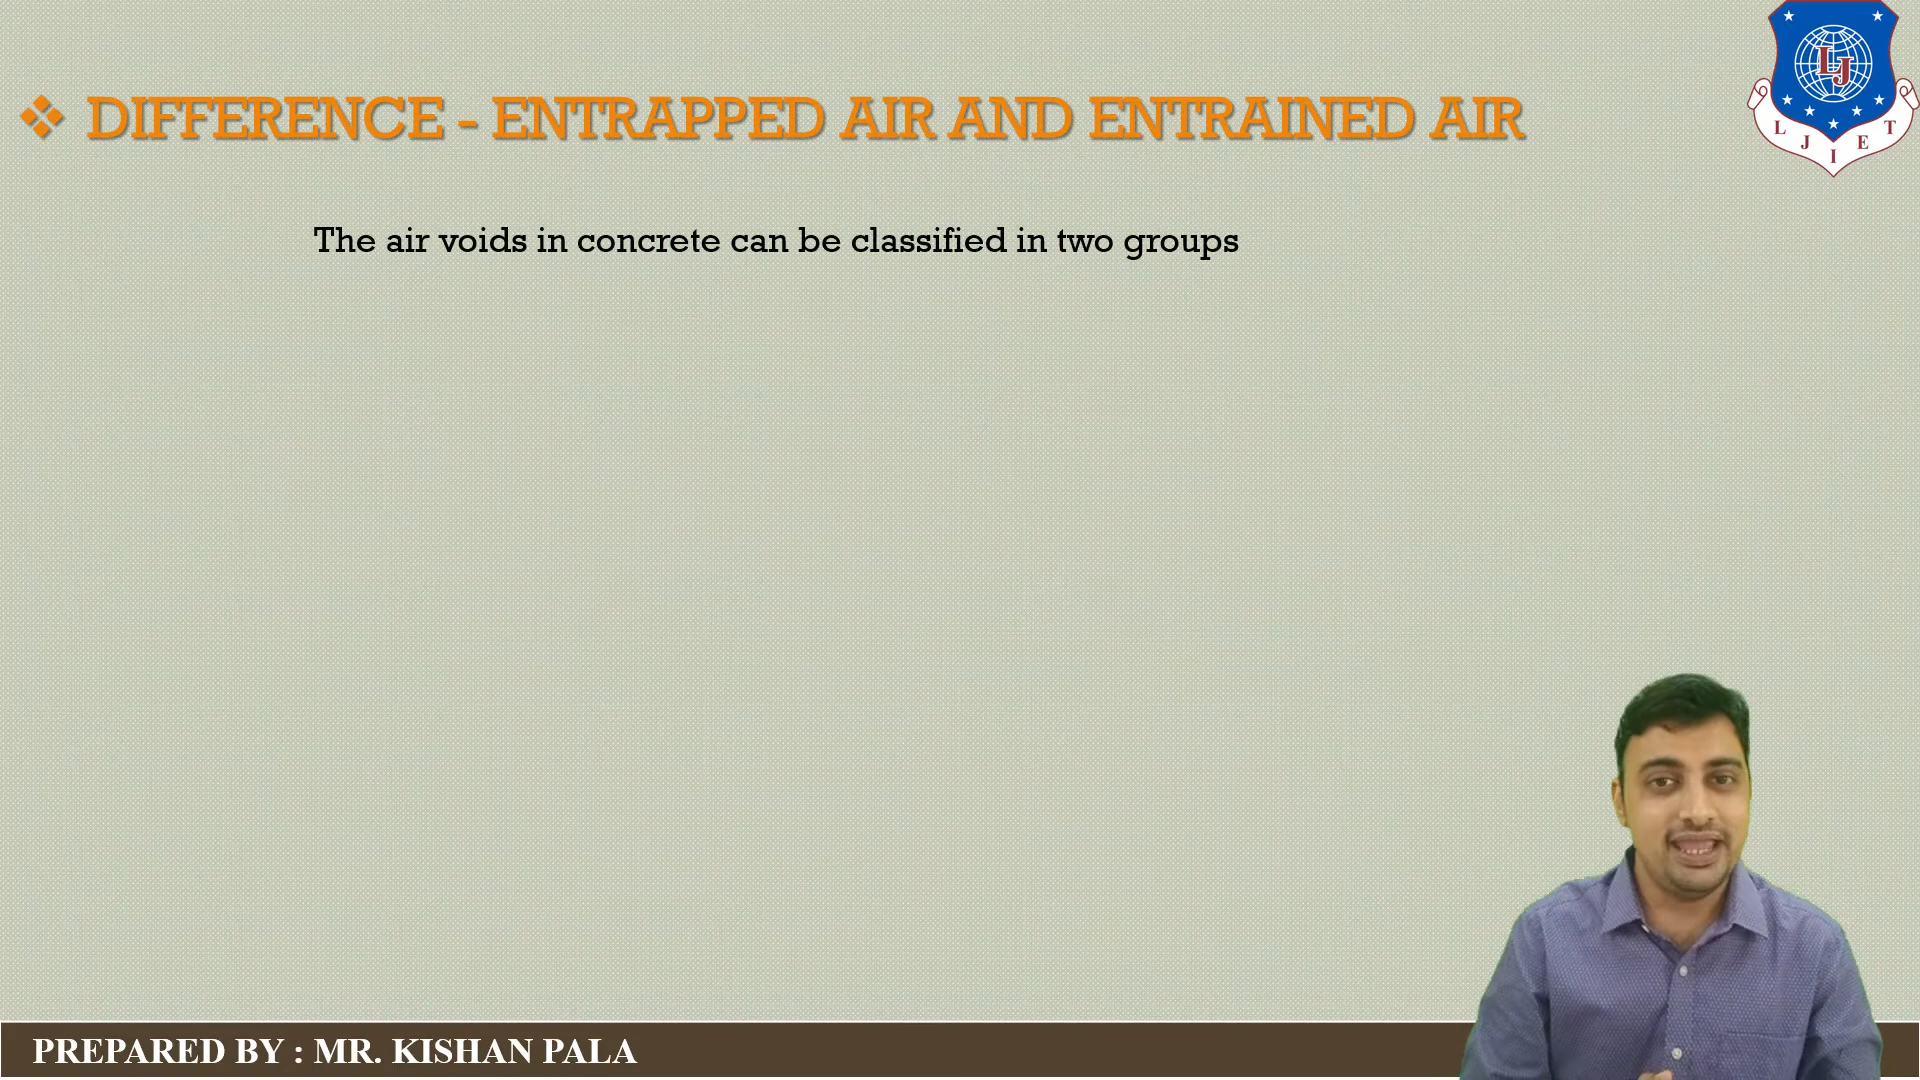 ❖ DIFFERENCE - ENTRAPPED AIR AND ENTRAINED AIR
LJ
L J I E T
The air voids in concrete can be classified in two groups
PREPARED BY : MR. KISHAN PALA